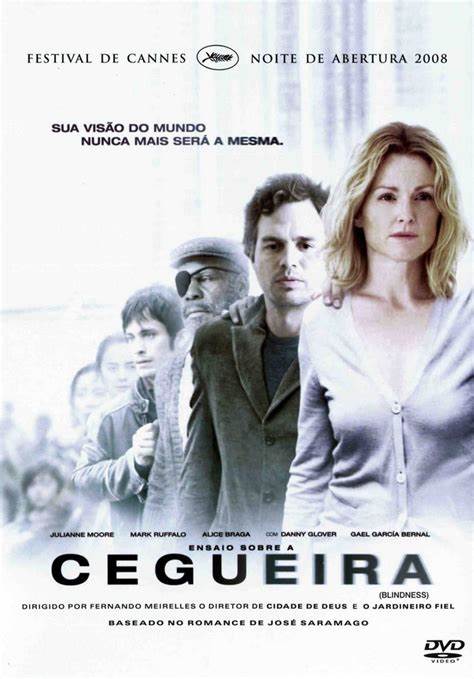 FESTIVAL DE CANNES NOITE DE ABERTURA 2008
SUA VISÃO DO MUNDO
NUNCA MAIS SERÁ A MESMA.
JULIANNE MOORE MARK RUFFALO ALICE BRAGA COM DANNY GLOVER GAEL GARCÍA BERNAL
ENSAIO SOBRE A
CEGUEIRA
(BLINDNESS)
DIRIGIDO POR FERNANDO MEIRELLES O DIRETOR DE CIDADE DE DEUS E O JARDINEIRO FIEL
BASEADO NO ROMANCE DE JOSÉ SARAMAGO
DVD
VIDEO